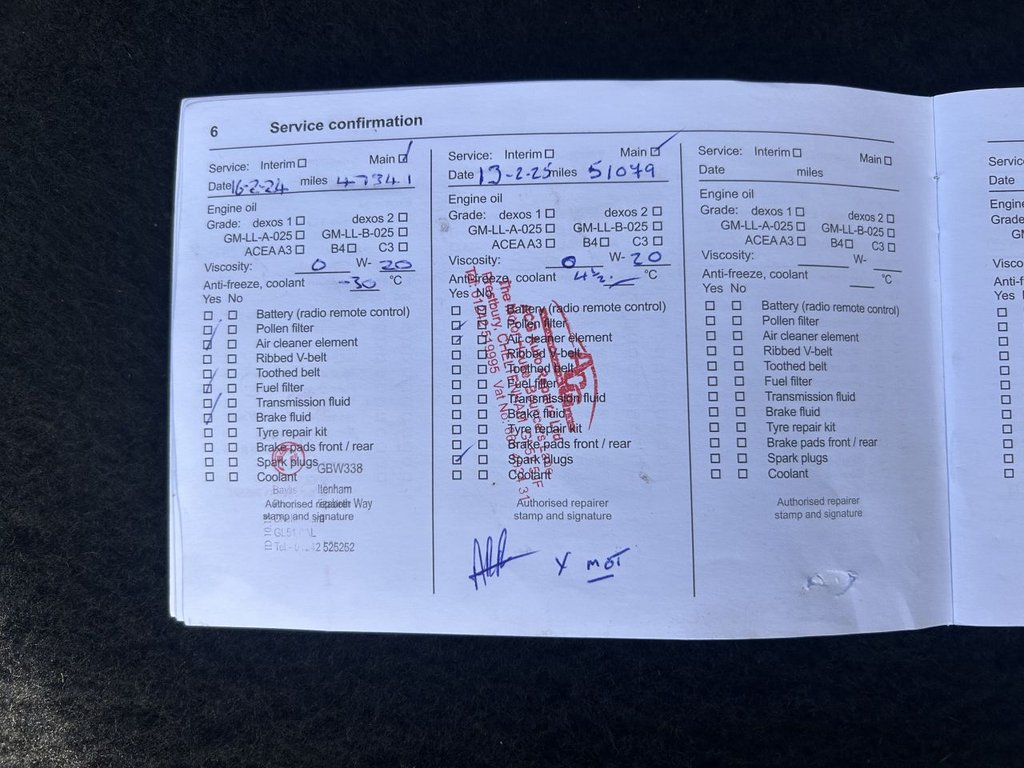 6 Service confirmation
Service: Interim Main
Date 16-2-24 miles 47341
Engine oil
Grade: dexos 1 dexos 2
GM-LL-A-025 GM-LL-B-025
ACEA A3 B4 C3
Viscosity: 0 W- 20
Anti-freeze, coolant -30 °C
Yes No
Battery (radio remote control)
Pollen filter
Air cleaner element
Ribbed V-belt
Toothed belt
Fuel filter
Transmission fluid
Brake fluid
Tyre repair kit
Brake pads front / rear
Spark plugs
Coolant
GBW338
Authorised repairer
stamp and signature
Way
525252
Service: Interim Main
Date 13-2-25 miles 51079
Engine oil
Grade: dexos 1 dexos 2
GM-LL-A-025 GM-LL-B-025
ACEA A3 B4 C3
Viscosity: 0 W- 20
Anti-freeze, coolant °C
Yes No
Battery (radio remote control)
Pollen filter
Air cleaner element
Ribbed V-belt
Toothed belt
Fuel filter
Transmission fluid
Brake fluid
Tyre repair kit
Brake pads front / rear
Spark plugs
Coolant
Authorised repairer
stamp and signature
MOT
Service: Interim Main
Date miles
Engine oil
Grade: dexos 1 dexos 2
GM-LL-A-025 GM-LL-B-025
ACEA A3 B4 C3
Viscosity: W-
Anti-freeze, coolant °C
Yes No
Battery (radio remote control)
Pollen filter
Air cleaner element
Ribbed V-belt
Toothed belt
Fuel filter
Transmission fluid
Brake fluid
Tyre repair kit
Brake pads front / rear
Spark plugs
Coolant
Authorised repairer
stamp and signature
Date